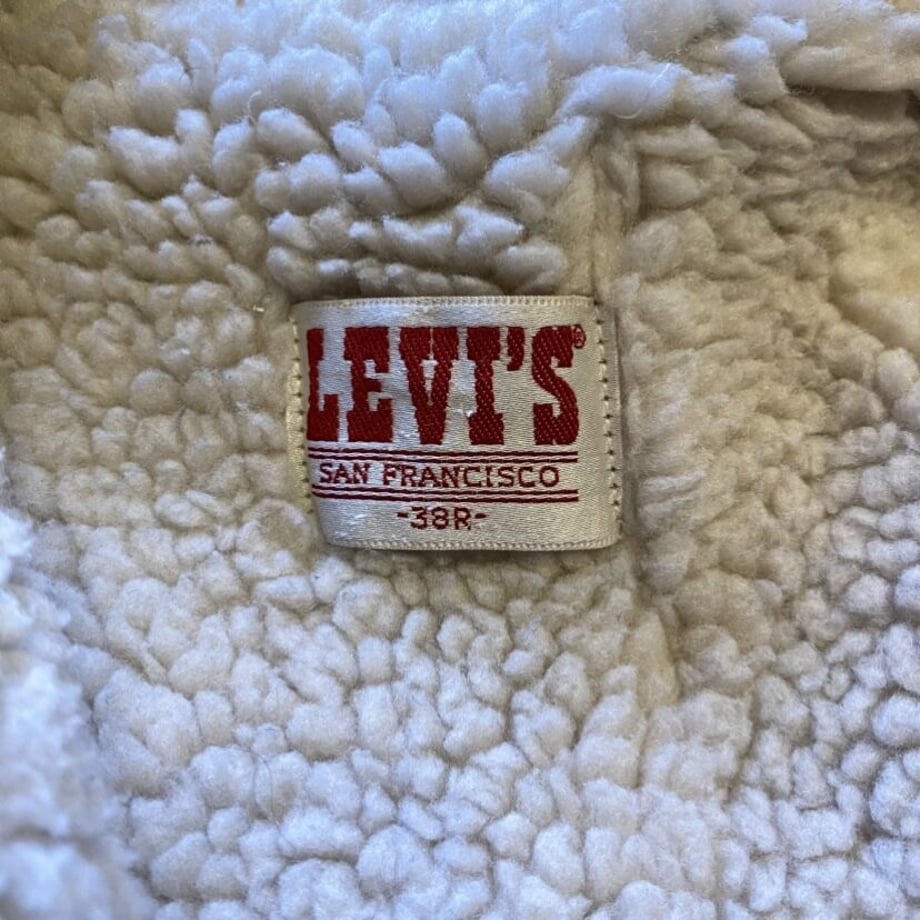 LEVI'S®
SAN FRANCISCO
-38R-